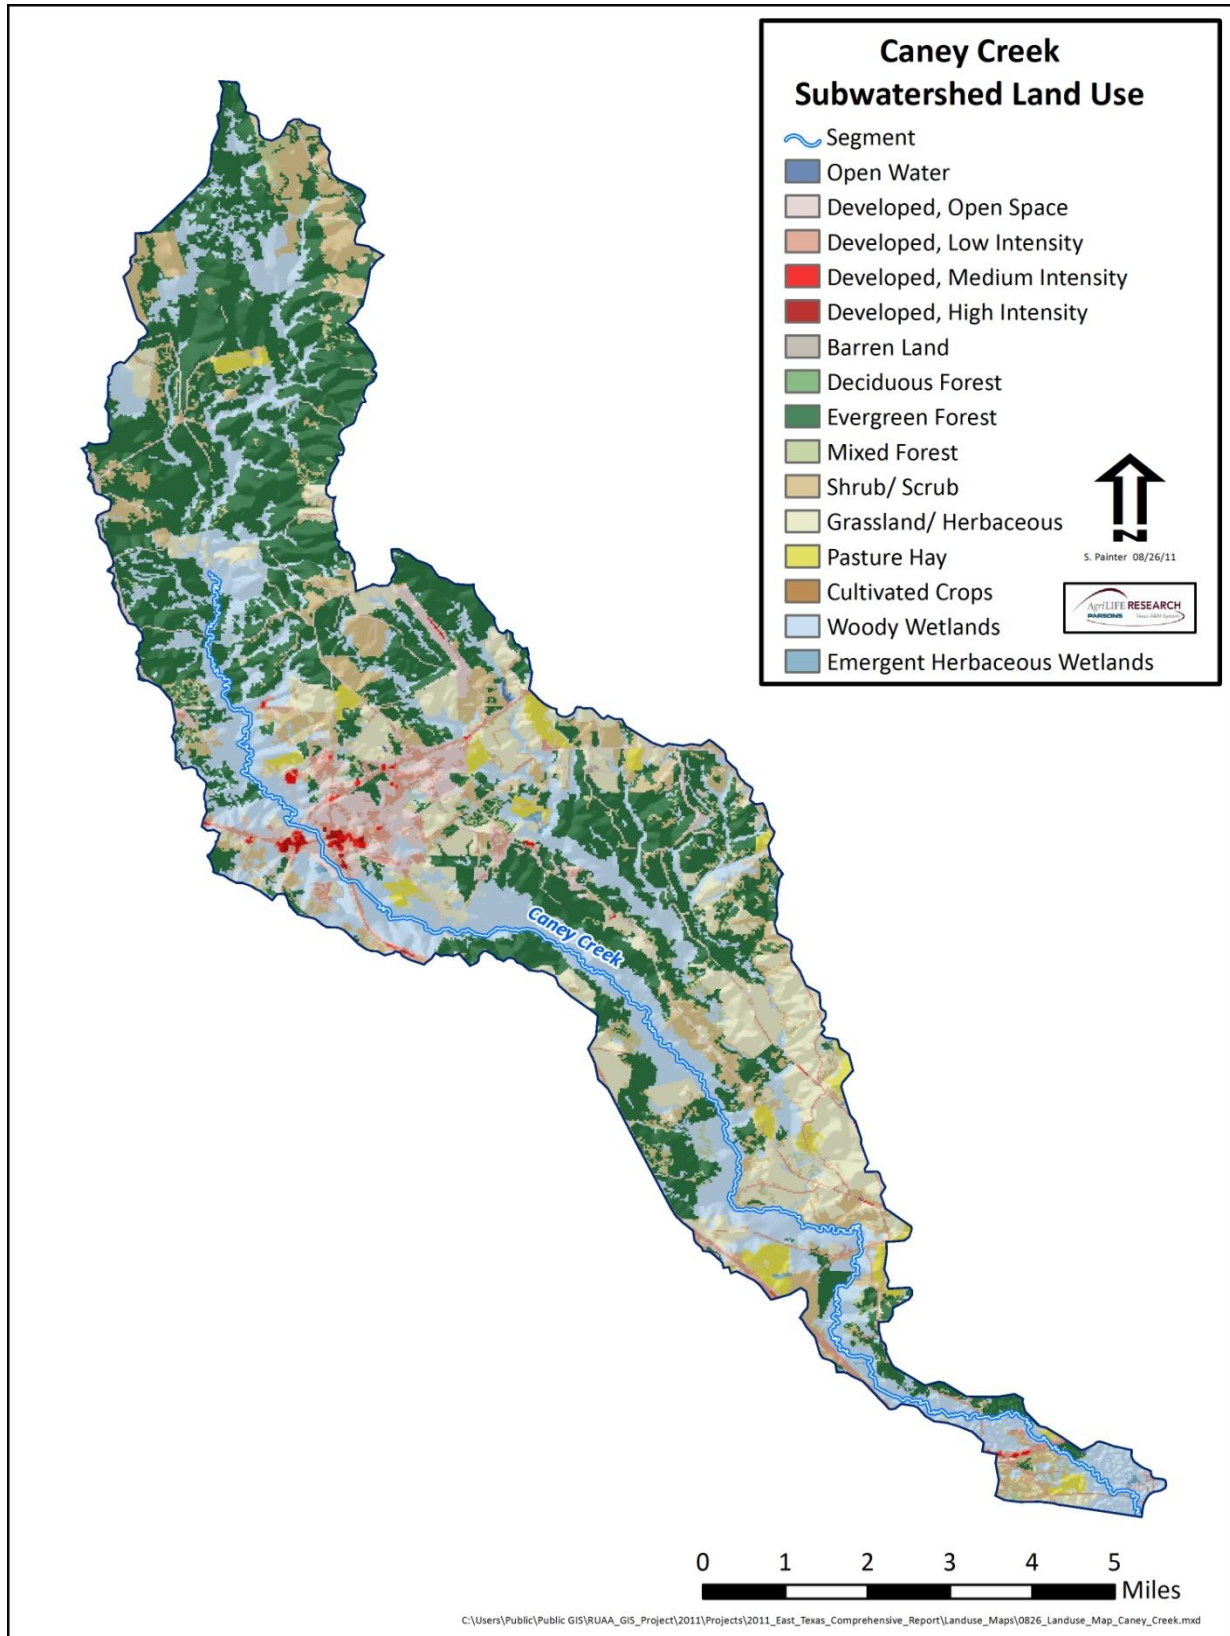 Caney Creek
Subwatershed Land Use
Segment
Open Water
Developed, Open Space
Developed, Low Intensity
Developed, Medium Intensity
Developed, High Intensity
Barren Land
Deciduous Forest
Evergreen Forest
Mixed Forest
Shrub/ Scrub
Grassland/ Herbaceous
Pasture Hay
Cultivated Crops
Woody Wetlands
Emergent Herbaceous Wetlands
N
S. Painter 08/26/11
AgriLIFE RESEARCH
PARSONS Texas A&M System
Caney Creek
0 1 2 3 4 5
Miles
C:\Users\Public\Public GIS\RUAA_GIS_Project\2011\Projects\2011_East_Texas_Comprehensive_Report\Landuse_Maps\0826_Landuse_Map_Caney_Creek.mxd